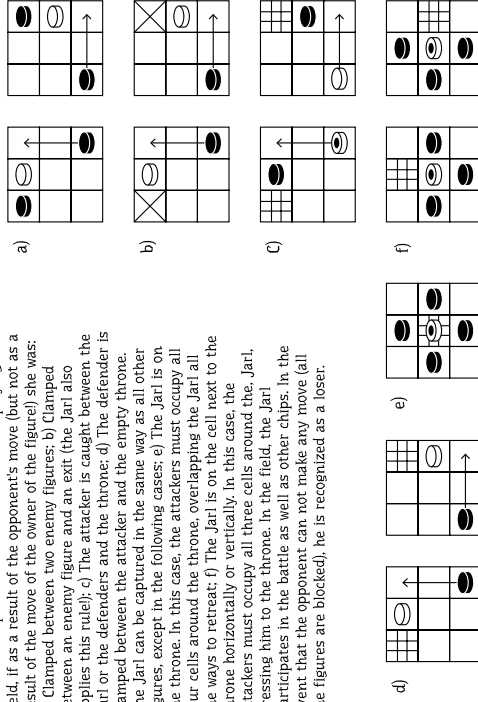 eld, if as a result of the opponent's move (but not as a
esult of the move of the owner of the figure!) she was:
Clamped between two enemy figures; b) Clamped
etween an enemy figure and an exit (the Jarl also
pplies this rule!); c) The attacker is caught between the
arl or the defenders and the throne; d) The defender is
amped between the attacker and the empty throne.
he Jarl can be captured in the same way as all other
gures, except in the following cases; e) The Jarl is on
e throne. In this case, the attackers must occupy all
ur cells around the throne, overlapping the Jarl all
e ways to retreat; f) The Jarl is on the cell next to the
rone horizontally or vertically. In this case, the
tackers must occupy all three cells around the, Jarl,
ressing him to the throne. In the field, the Jarl
articipates in the battle as well as other chips. In the
vent that the opponent can not make any move (all
e figures are blocked), he is recognized as a loser.
a)
b)
c)
d)
e)
f)